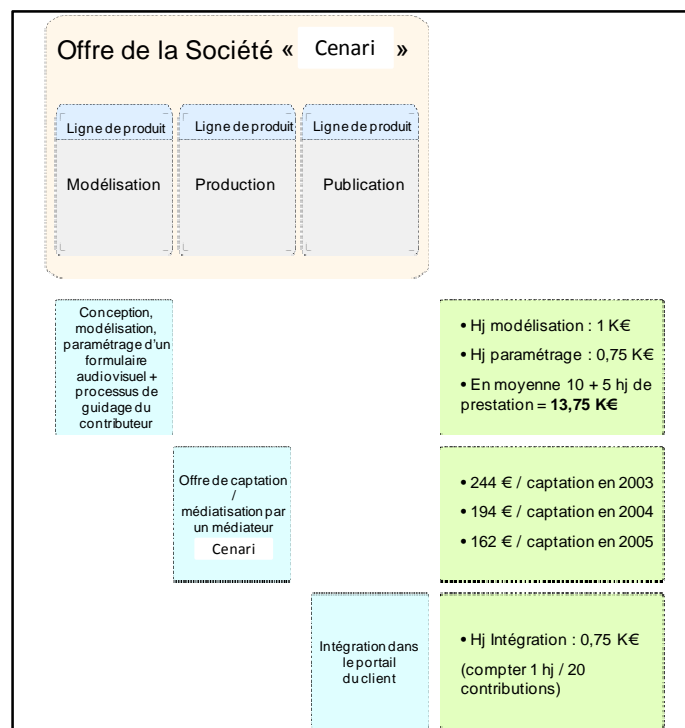 Offre de la Société « Cenari »
Ligne de produit
Modélisation
Ligne de produit
Production
Ligne de produit
Publication
Conception,
modélisation,
paramétrage d'un
formulaire
audiovisuel +
processus de
guidage du
contributeur
• Hj modélisation : 1 K€
• Hj paramétrage : 0,75 K€
• En moyenne 10 + 5 hj de
prestation = 13,75 K€
Offre de captation
/
médiatisation par
un médiateur
Cenari
• 244 € / captation en 2003
• 194 € / captation en 2004
• 162 € / captation en 2005
Intégration dans
le portail
du client
• Hj Intégration : 0,75 K€
(compter 1 hj / 20
contributions)